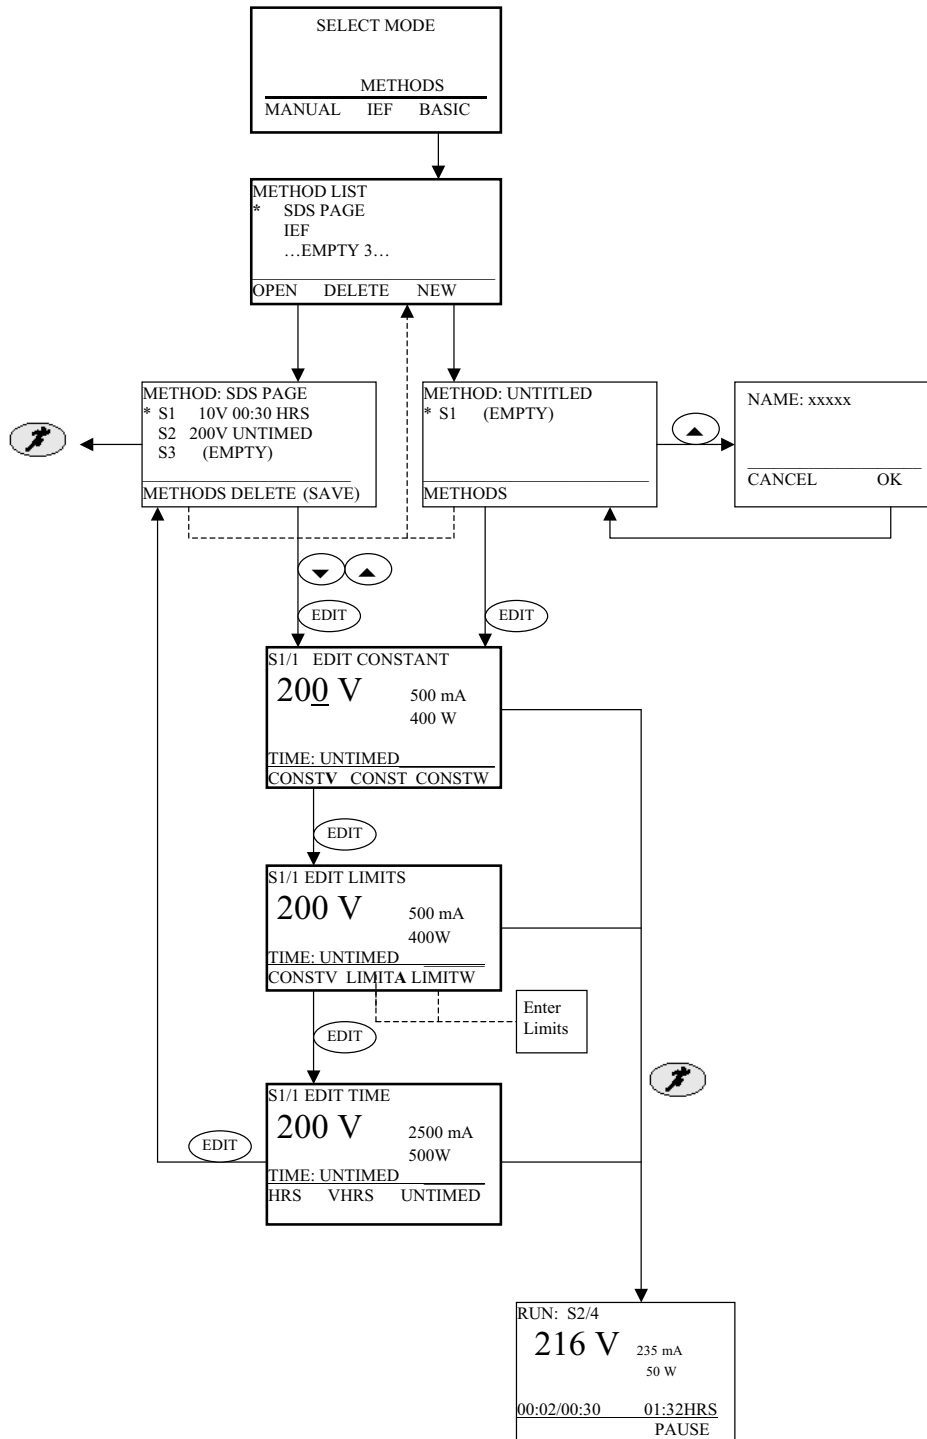 SELECT MODE
METHODS
MANUAL IEF BASIC
METHOD LIST
* SDS PAGE
IEF
…EMPTY 3…
OPEN DELETE NEW
METHOD: SDS PAGE
* S1 10V 00:30 HRS
S2 200V UNTIMED
S3 (EMPTY)
METHODS DELETE (SAVE)
METHOD: UNTITLED
* S1 (EMPTY)
METHODS
NAME: xxxxx
CANCEL OK
EDIT
EDIT
S1/1 EDIT CONSTANT
200 V
500 mA
400 W
TIME: UNTIMED
CONSTV CONST CONSTW
EDIT
S1/1 EDIT LIMITS
200 V
500 mA
400W
TIME: UNTIMED
CONSTV LIMITA LIMITW
Enter
Limits
EDIT
S1/1 EDIT TIME
200 V
2500 mA
500W
TIME: UNTIMED
HRS VHRS UNTIMED
EDIT
RUN: S2/4
216 V
235 mA
50 W
00:02/00:30 01:32HRS
PAUSE